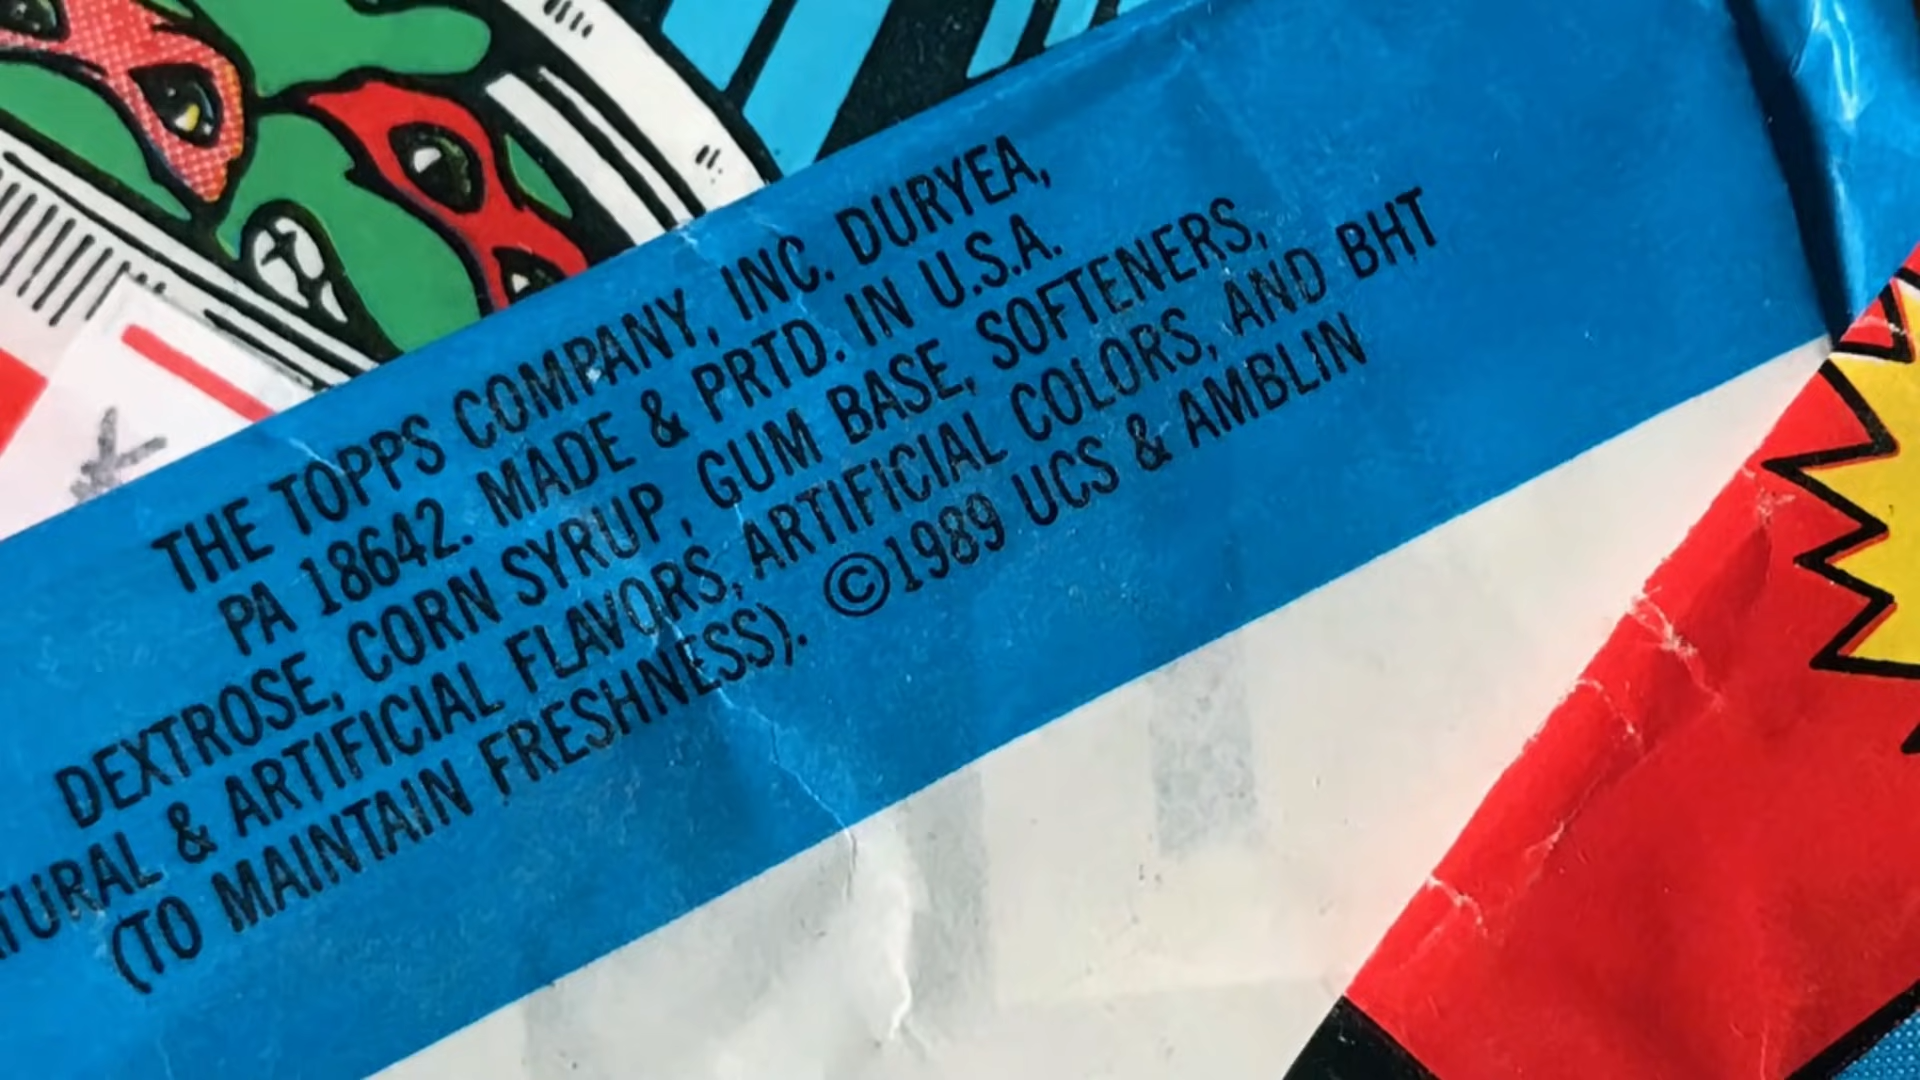 THE TOPPS COMPANY, INC. DURYEA,
PA 18642. MADE & PRTD. IN U.S.A.
DEXTROSE, CORN SYRUP, GUM BASE, SOFTENERS,
TURAL & ARTIFICIAL FLAVORS, ARTIFICIAL COLORS, AND BHT
(TO MAINTAIN FRESHNESS). ©1989 UCS & AMBLIN